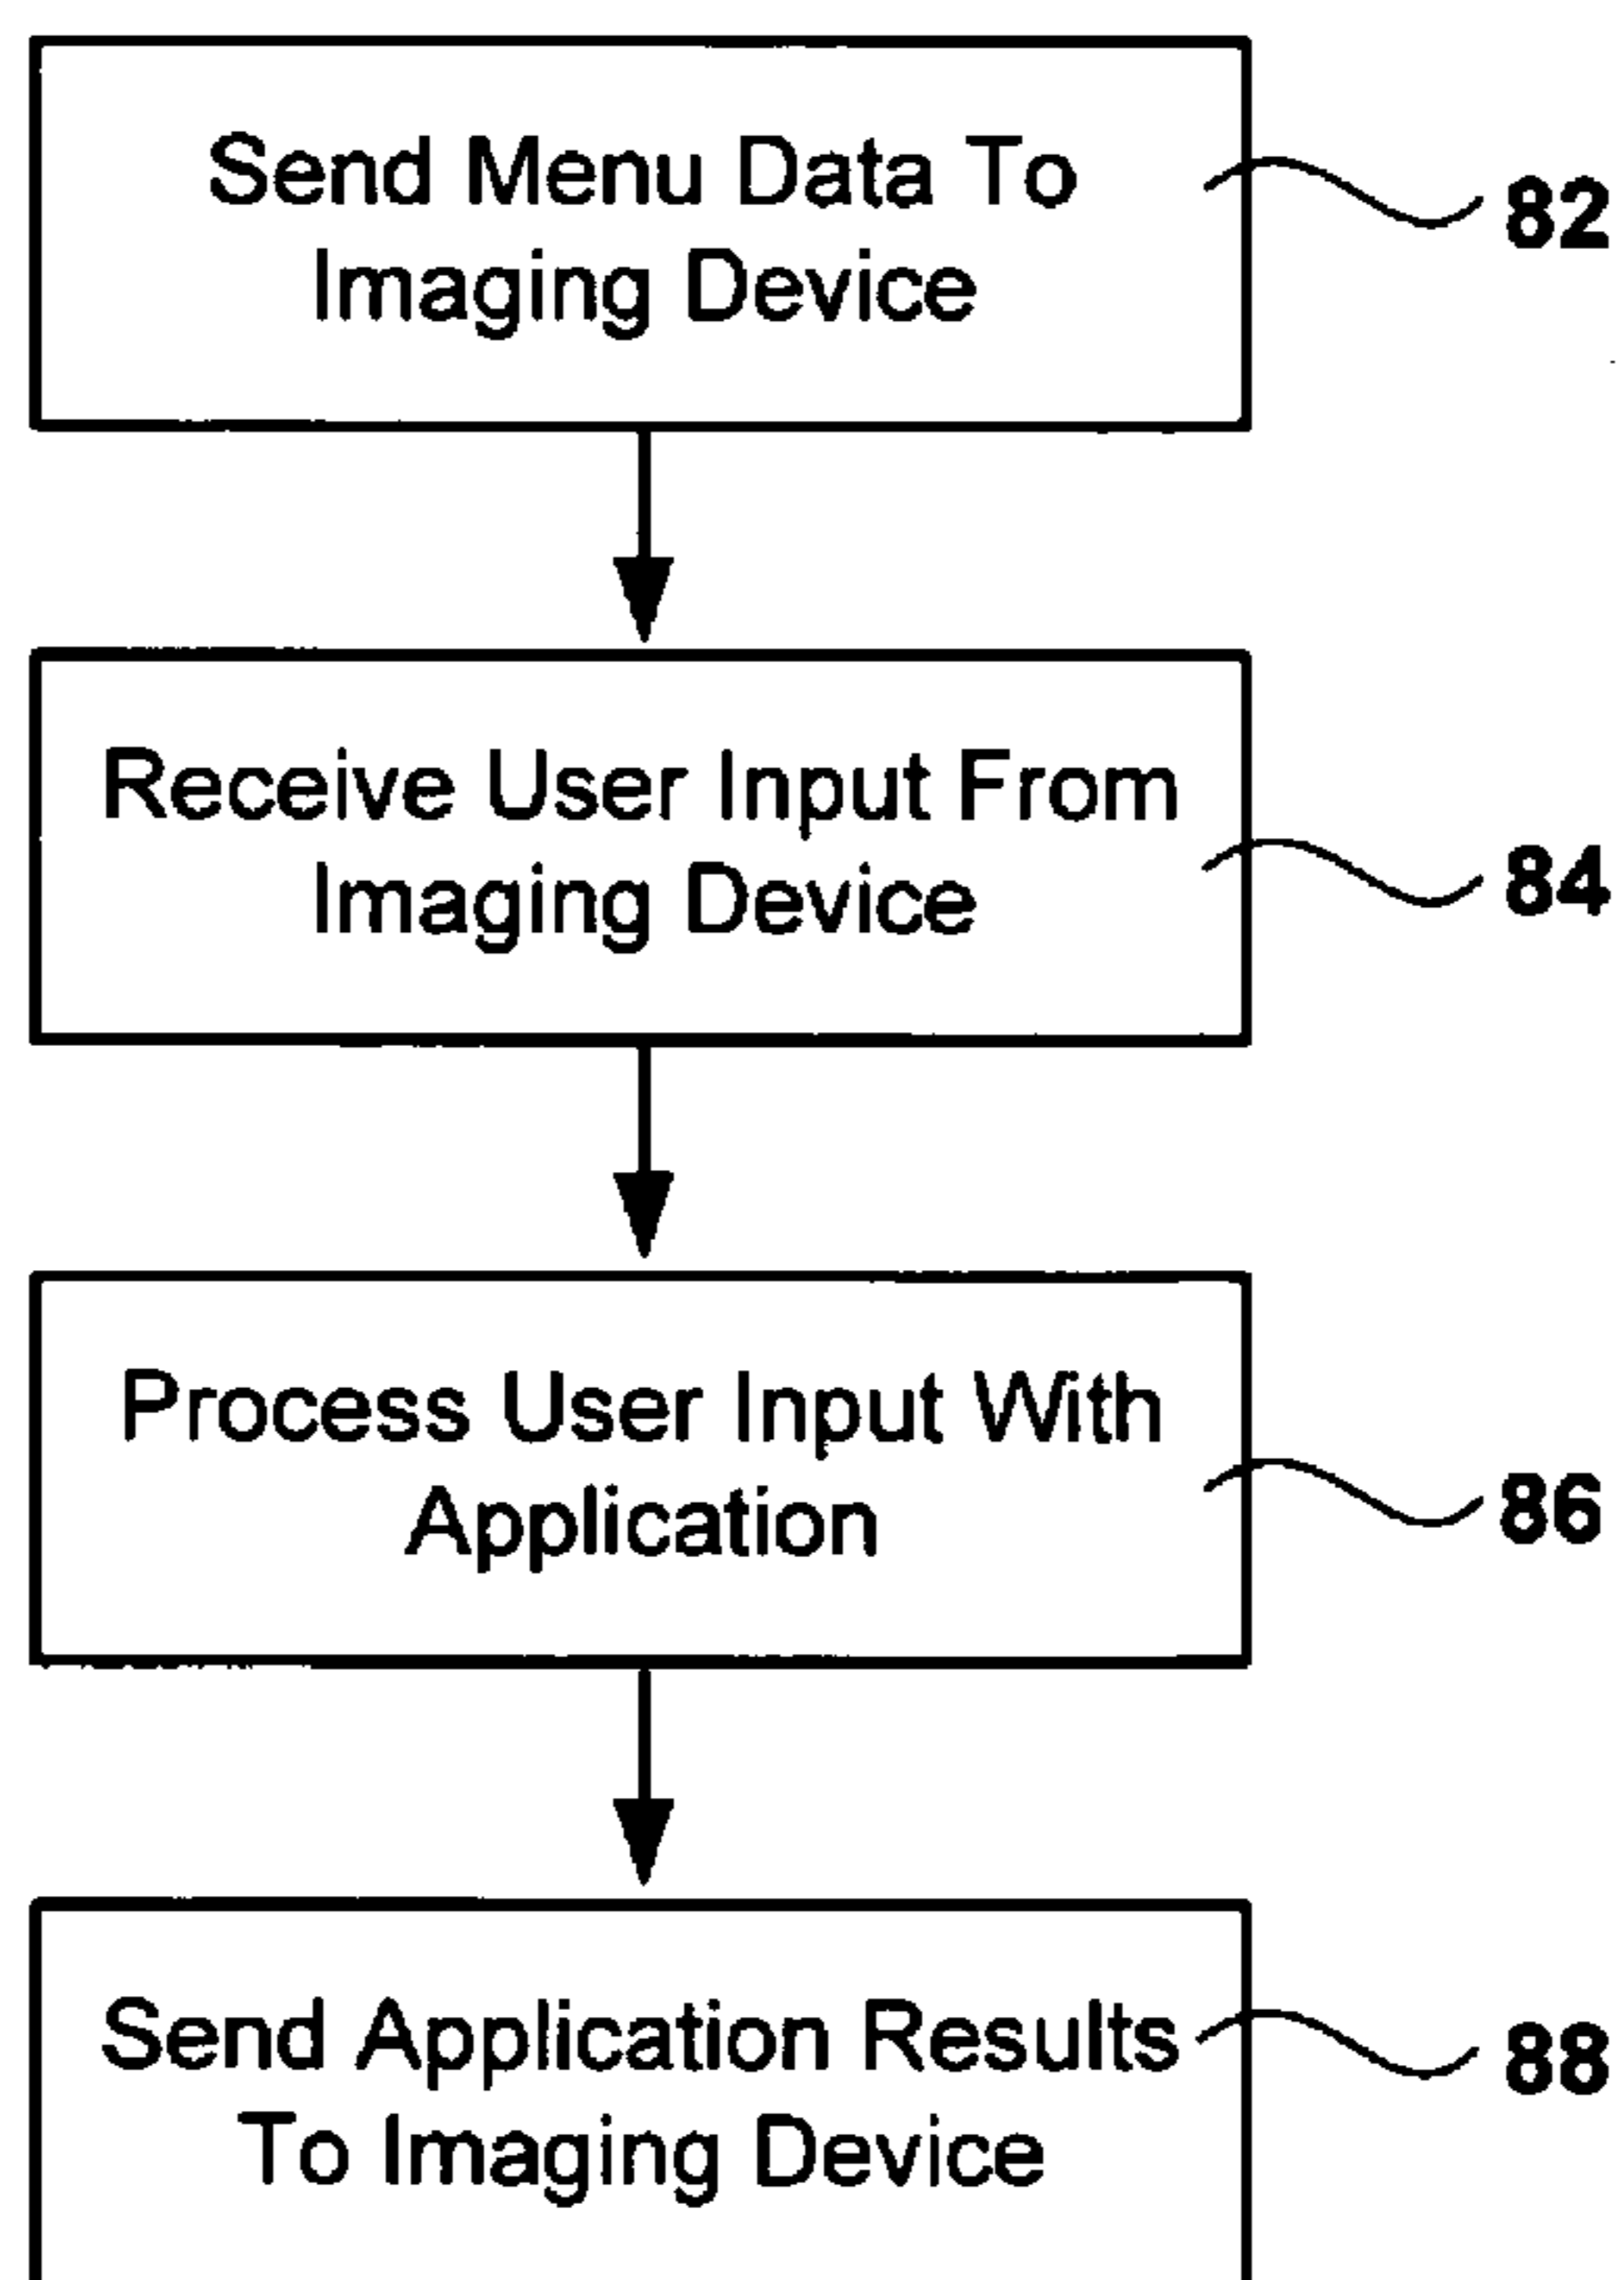 Send Menu Data To
Imaging Device
82
Receive User Input From
Imaging Device
84
Process User Input With
Application
86
Send Application Results
To Imaging Device
88